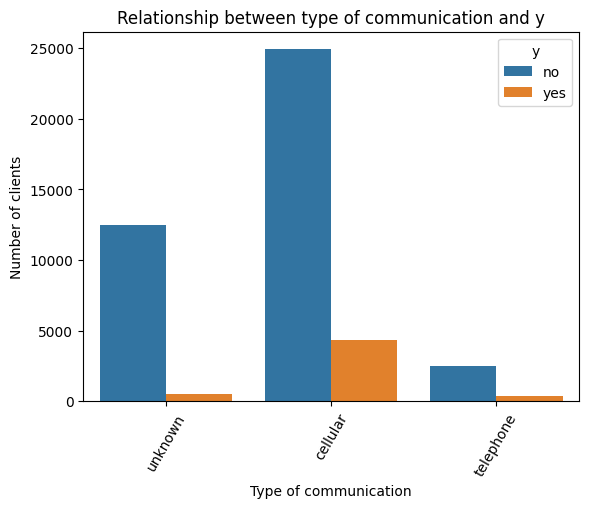 Relationship between type of communication and y
y
no
yes
Number of clients
25000
20000
15000
10000
5000
0
unknown
cellular
telephone
Type of communication